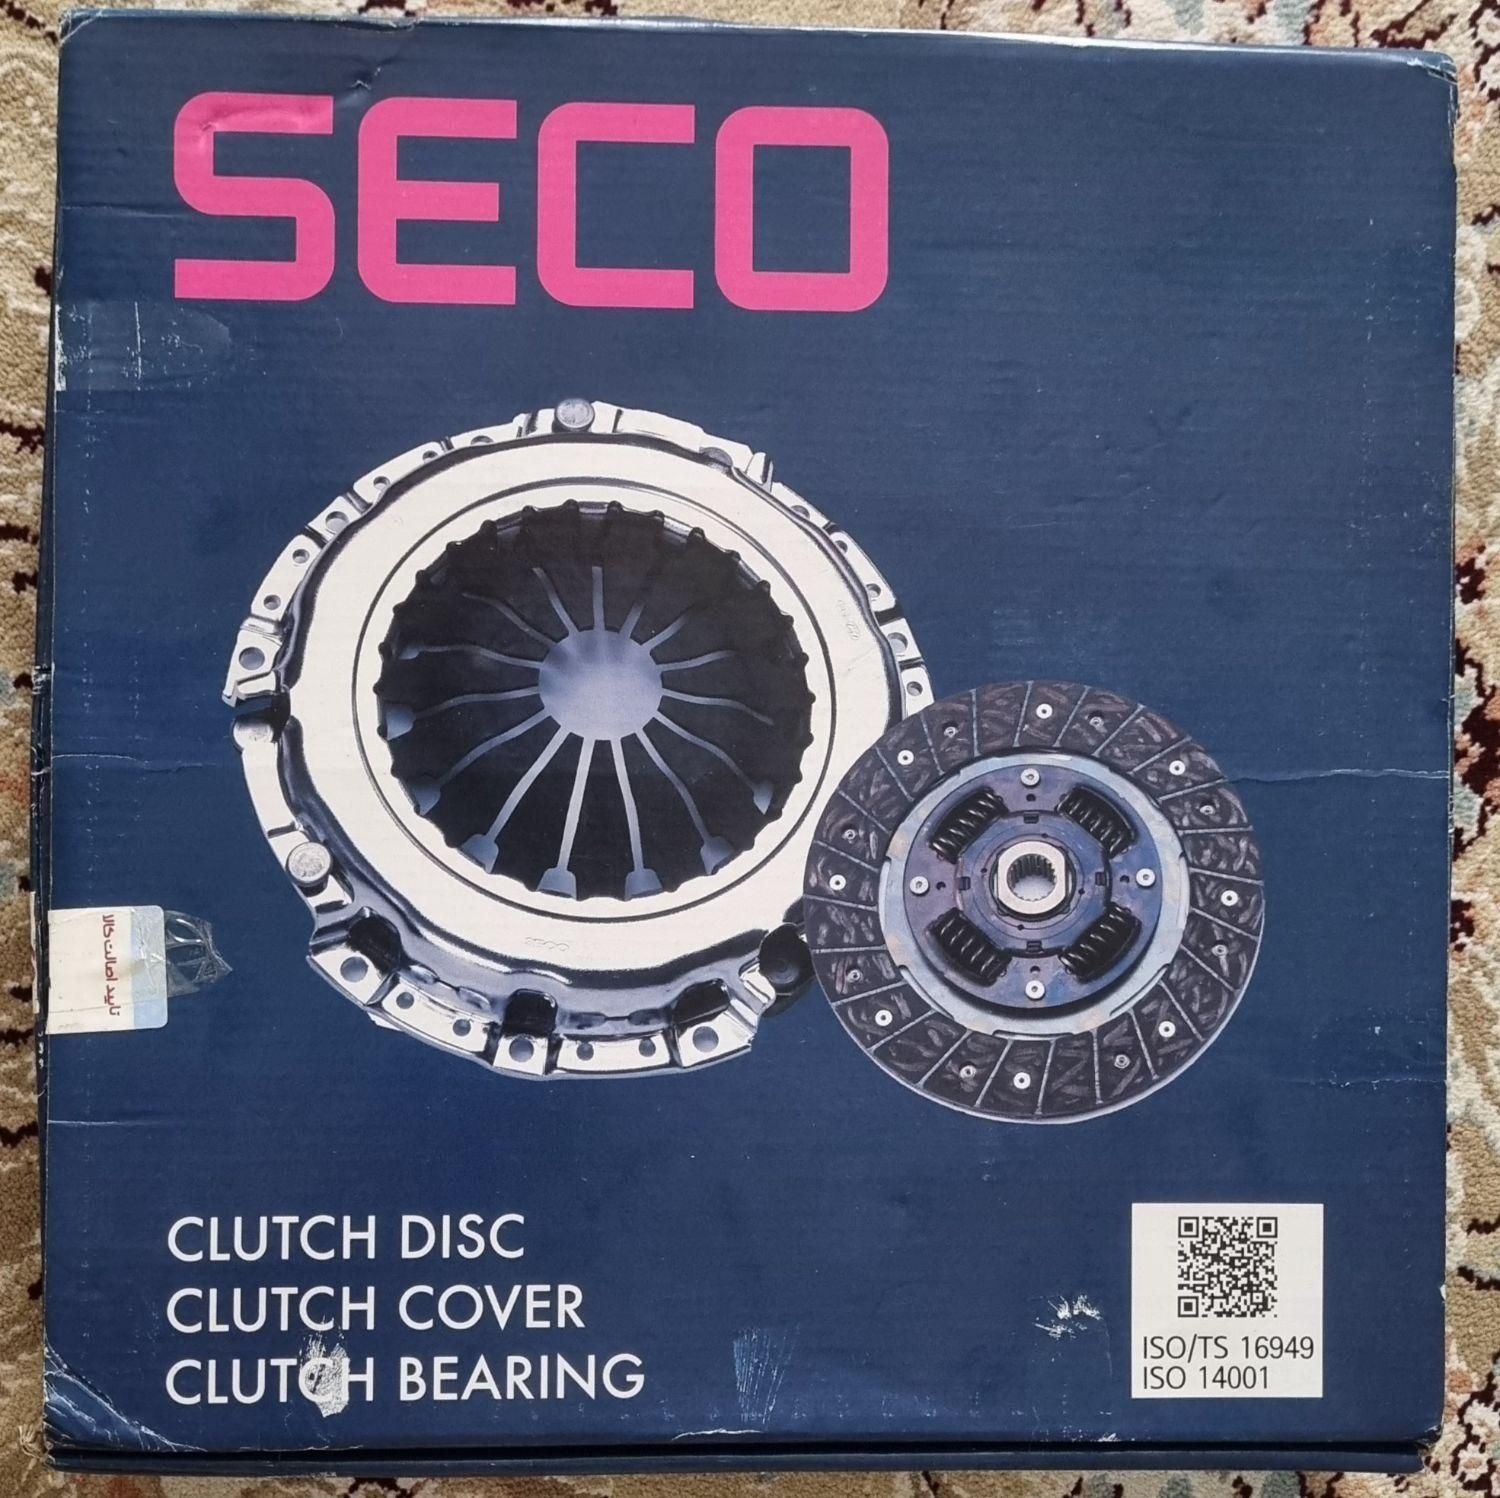 SECO
تایید اصالت کالا
CLUTCH DISC
CLUTCH COVER
CLUTCH BEARING
ISO/TS 16949
ISO 14001